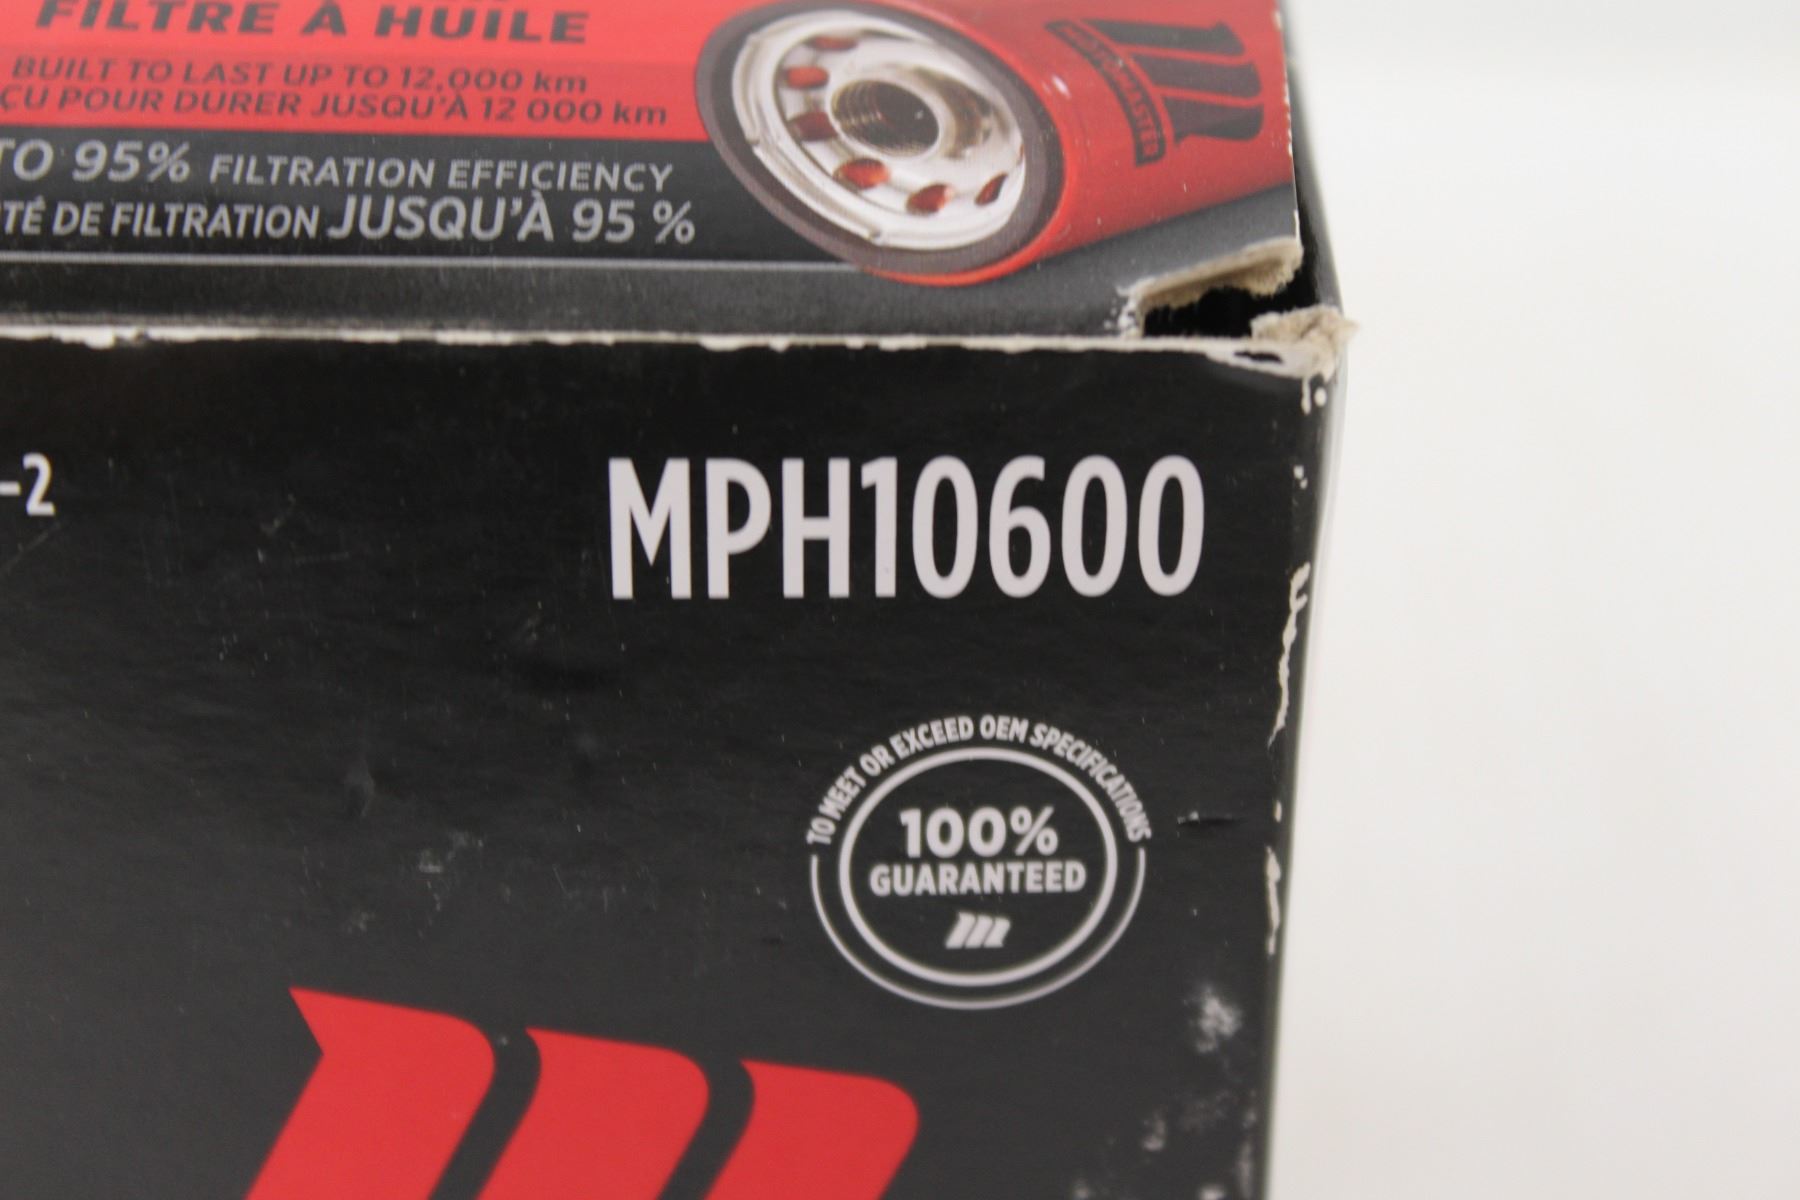 FILTRE À HUILE
BUILT TO LAST UP TO 12,000 km
ÇU POUR DURER JUSQU'À 12 000 km
TO 95% FILTRATION EFFICIENCY
TÉ DE FILTRATION JUSQU'À 95 %
MOTOMASTER
-2
MPH10600
TO MEET OR EXCEED OEM SPECIFICATIONS
100%
GUARANTEED